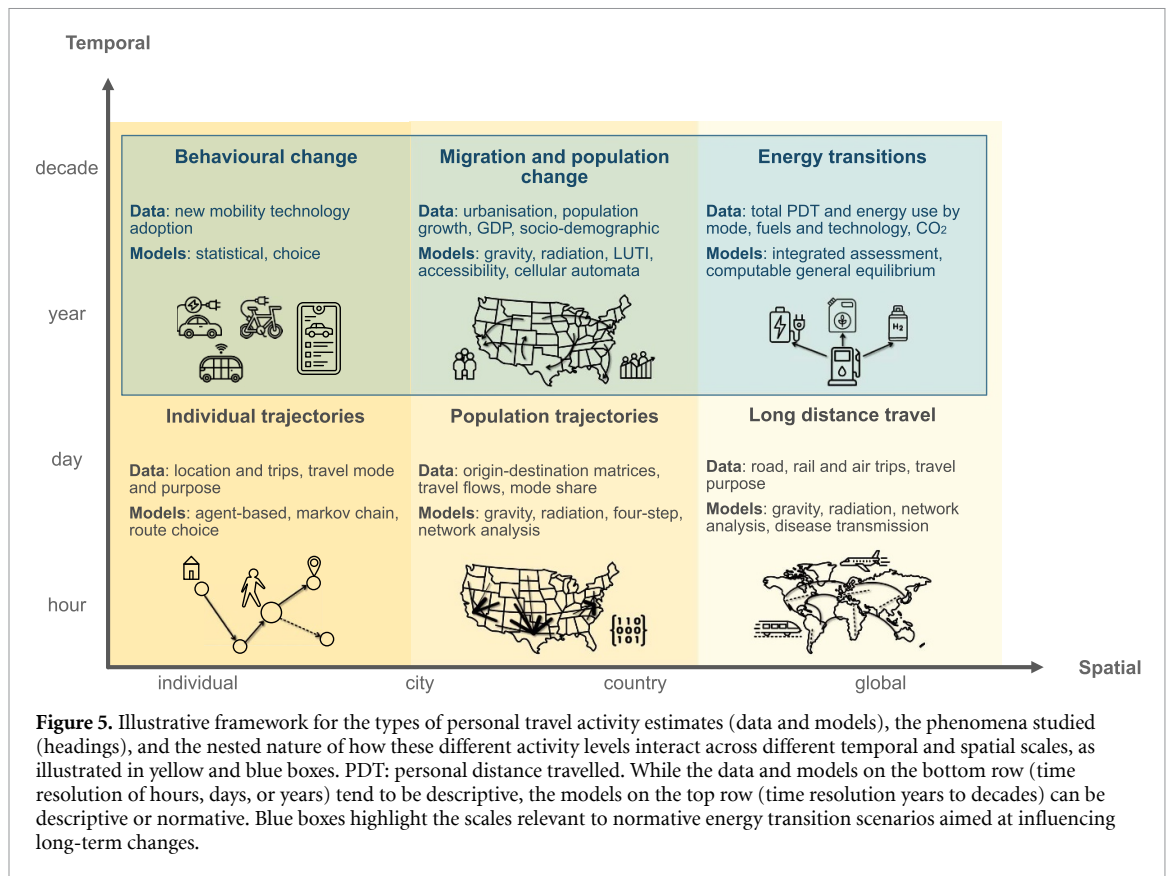 Temporal
decade
year
day
hour
Behavioural change
Data: new mobility technology
adoption
Models: statistical, choice
Migration and population
change
Data: urbanisation, population
growth, GDP, socio-demographic
Models: gravity, radiation, LUTI,
accessibility, cellular automata
Energy transitions
Data: total PDT and energy use by
mode, fuels and technology, CO2
Models: integrated assessment,
computable general equilibrium
H2
Individual trajectories
Data: location and trips, travel mode
and purpose
Models: agent-based, markov chain,
route choice
Population trajectories
Data: origin-destination matrices,
travel flows, mode share
Models: gravity, radiation, four-step,
network analysis
110
000
101
Long distance travel
Data: road, rail and air trips, travel
purpose
Models: gravity, radiation, network
analysis, disease transmission
individual
city
country
global
Spatial
Figure 5. Illustrative framework for the types of personal travel activity estimates (data and models), the phenomena studied
(headings), and the nested nature of how these different activity levels interact across different temporal and spatial scales, as
illustrated in yellow and blue boxes. PDT: personal distance travelled. While the data and models on the bottom row (time
resolution of hours, days, or years) tend to be descriptive, the models on the top row (time resolution years to decades) can be
descriptive or normative. Blue boxes highlight the scales relevant to normative energy transition scenarios aimed at influencing
long-term changes.